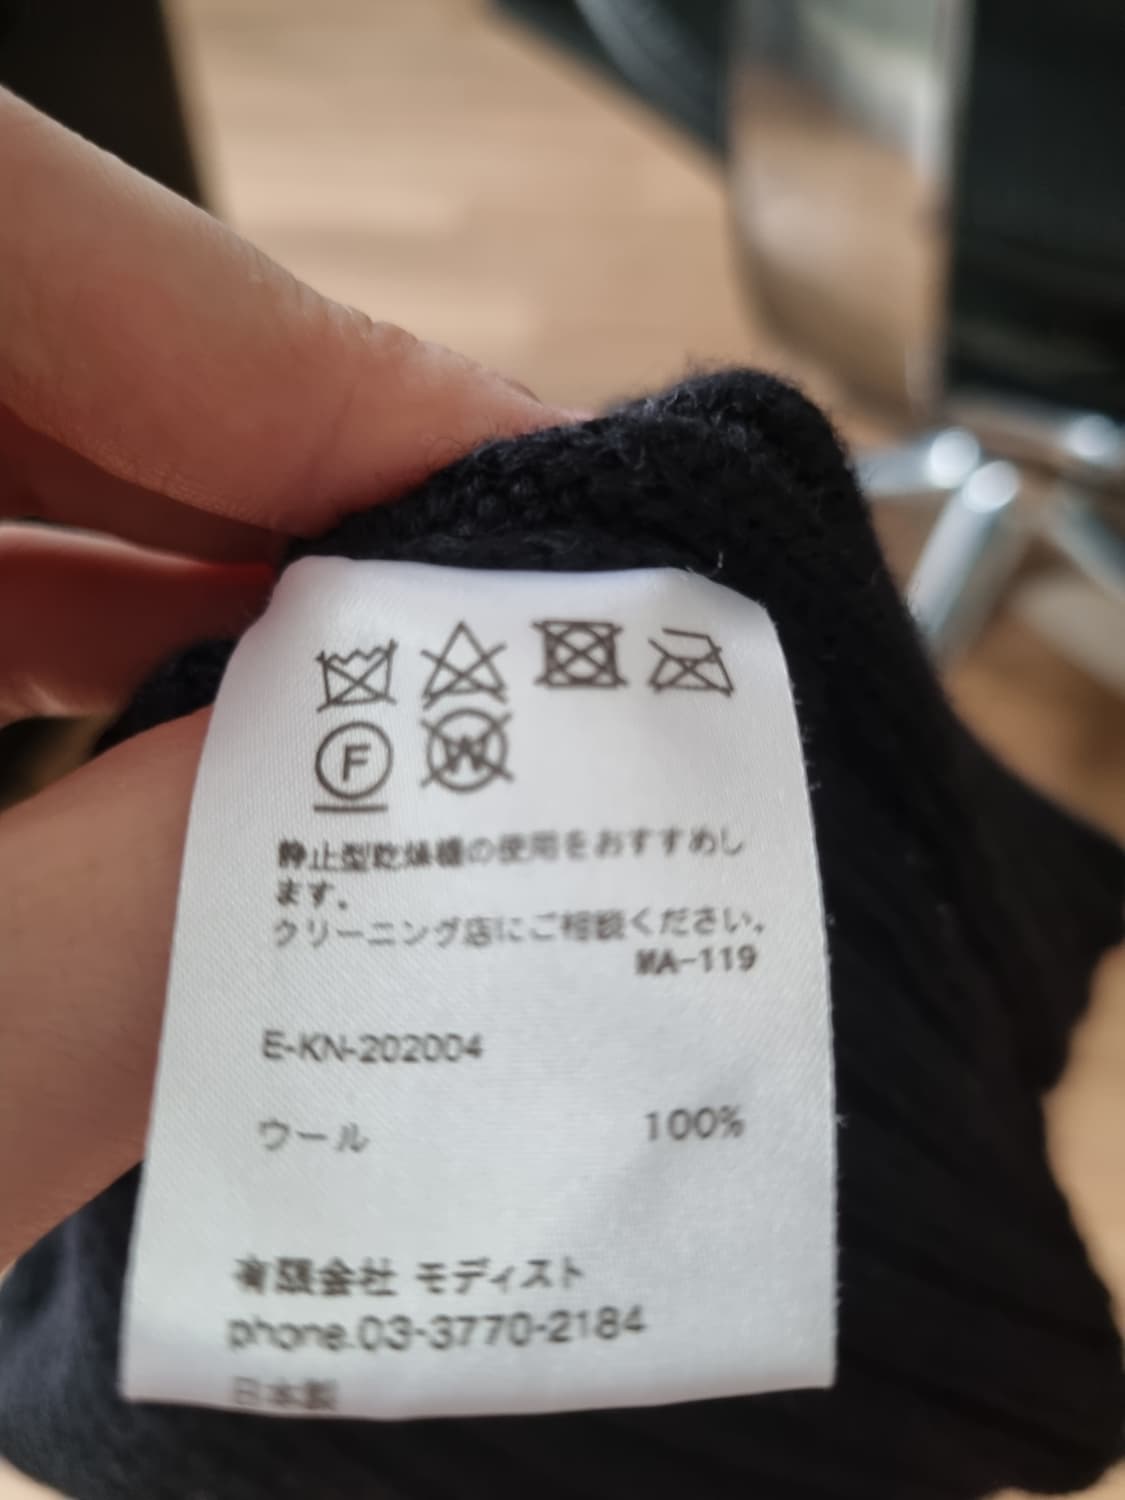 F
W
静止型乾燥機の使用をおすすめし
ます。
クリーニング店にご相談ください。
MA-119
E-KN-202004
ウール 100%
有限会社 モディスト
phone.03-3770-2184
日本製